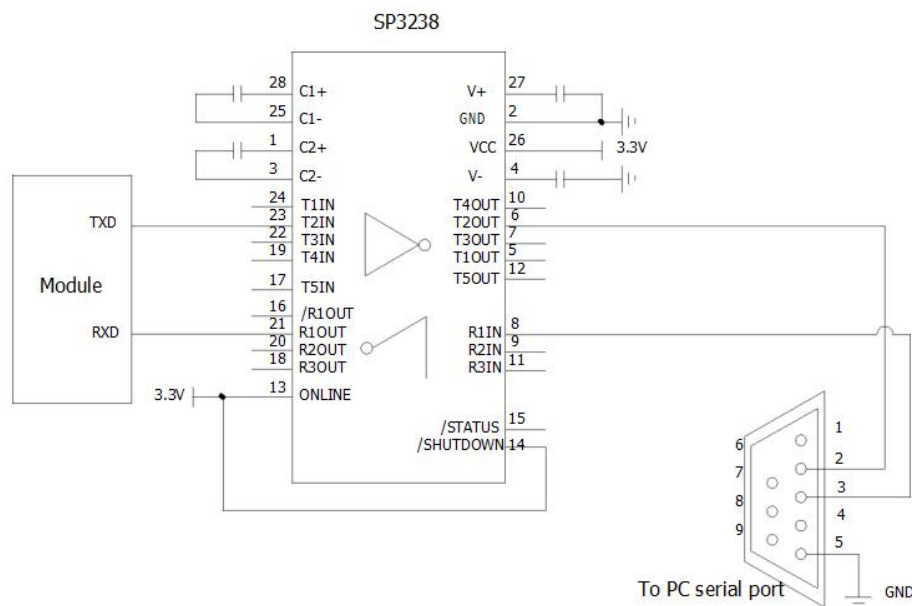 SP3238
28 C1+ V+ 27
25 C1- GND 2
1 C2+ VCC 26 3.3V
3 C2- V- 4
24 T1IN T4OUT 10
TXD 23 T2IN T2OUT 6
22 T3IN T3OUT 7
19 T4IN T1OUT 5
17 T5IN T5OUT 12
Module
16 /R1OUT
RXD 21 R1OUT R1IN 8
20 R2OUT R2IN 9
18 R3OUT R3IN 11
3.3V 13 ONLINE
/STATUS 15
/SHUTDOWN 14
6 1
7 2
8 3
9 4
5
To PC serial port GND